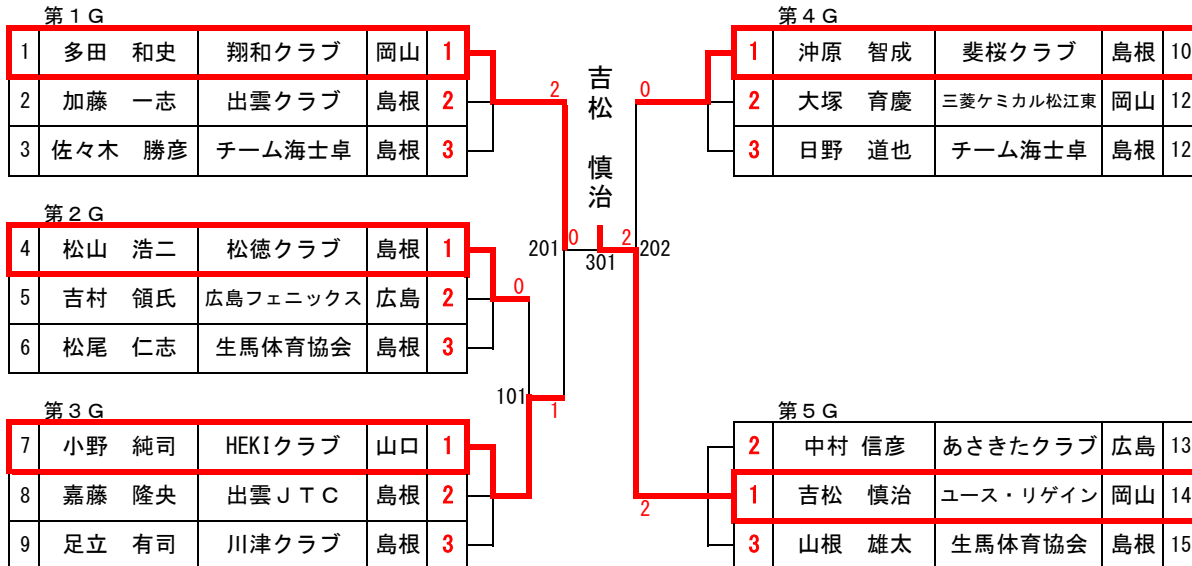 第１Ｇ
1 多田　和史 翔和クラブ 岡山 1
2 加藤　一志 出雲クラブ 島根 2
3 佐々木　勝彦 チーム海士卓 島根 3
第２Ｇ
4 松山　浩二 松徳クラブ 島根 1
5 吉村　領氏 広島フェニックス 広島 2
6 松尾　仁志 生馬体育協会 島根 3
第３Ｇ
7 小野　純司 HEKIクラブ 山口 1
8 嘉藤　隆央 出雲ＪＴＣ 島根 2
9 足立　有司 川津クラブ 島根 3
2
0
101
1
201
0
吉松　慎治
301
2
202
0
2
第４Ｇ
1 沖原　智成 斐桜クラブ 島根 10
2 大塚　育慶 三菱ケミカル松江東 岡山 12
3 日野　道也 チーム海士卓 島根 12
第５Ｇ
2 中村 信彦 あさきたクラブ 広島 13
1 吉松　慎治 ユース・リゲイン 岡山 14
3 山根　雄太 生馬体育協会 島根 15